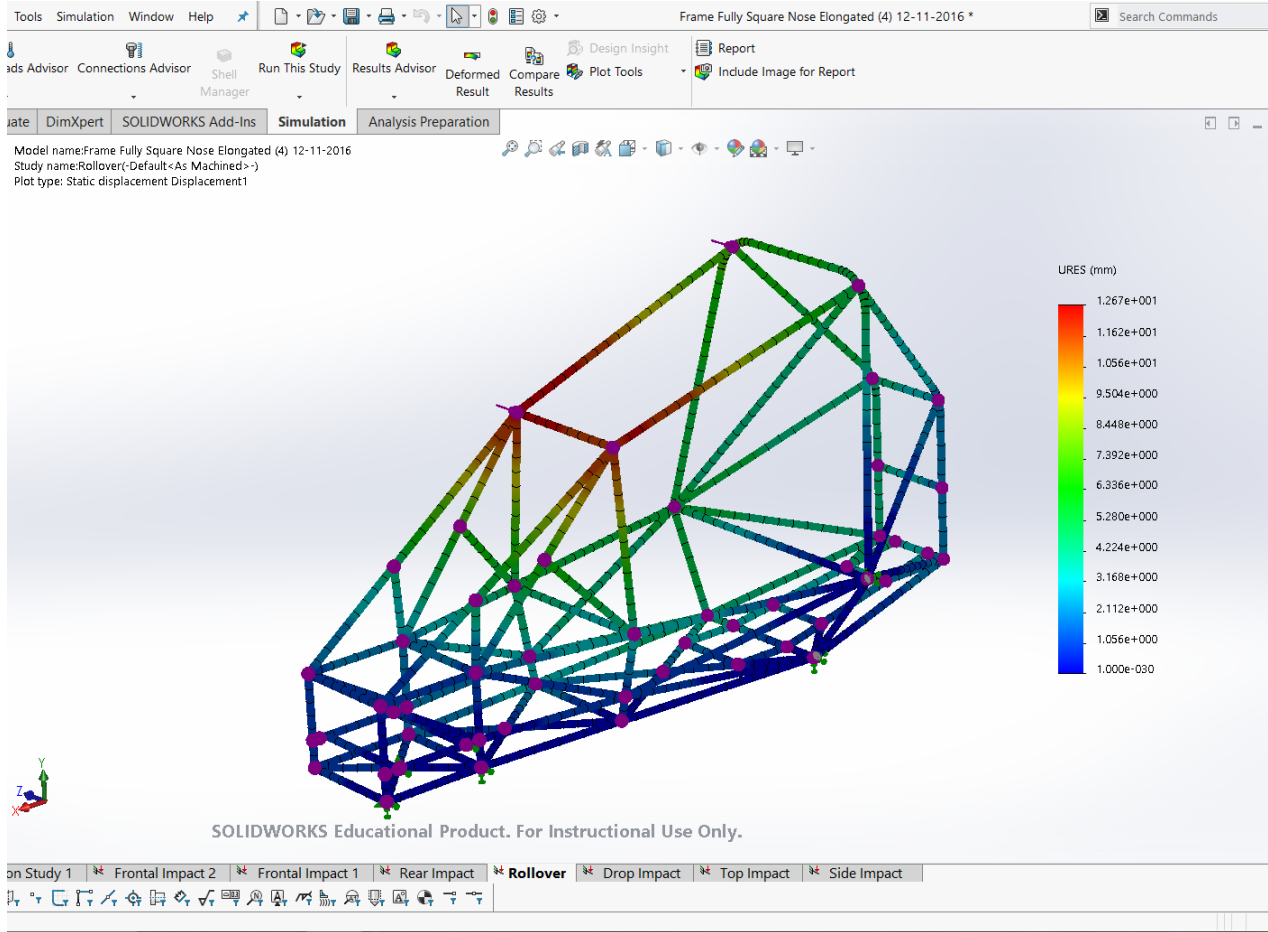 Tools Simulation Window Help
Frame Fully Square Nose Elongated (4) 12-11-2016 *
Search Commands
ads Advisor
Connections Advisor
Shell
Manager
Run This Study
Results Advisor
Deformed
Result
Compare
Results
Design Insight
Plot Tools
Report
Include Image for Report
uate
DimXpert
SOLIDWORKS Add-Ins
Simulation
Analysis Preparation
Model name:Frame Fully Square Nose Elongated (4) 12-11-2016
Study name:Rollover(-Default<As Machined>-)
Plot type: Static displacement Displacement1
URES (mm)
1.267e+001
1.162e+001
1.056e+001
9.504e+000
8.448e+000
7.392e+000
6.336e+000
5.280e+000
4.224e+000
3.168e+000
2.112e+000
1.056e+000
1.000e-030
Y
Z
X
SOLIDWORKS Educational Product. For Instructional Use Only.
on Study 1
Frontal Impact 2
Frontal Impact 1
Rear Impact
Rollover
Drop Impact
Top Impact
Side Impact